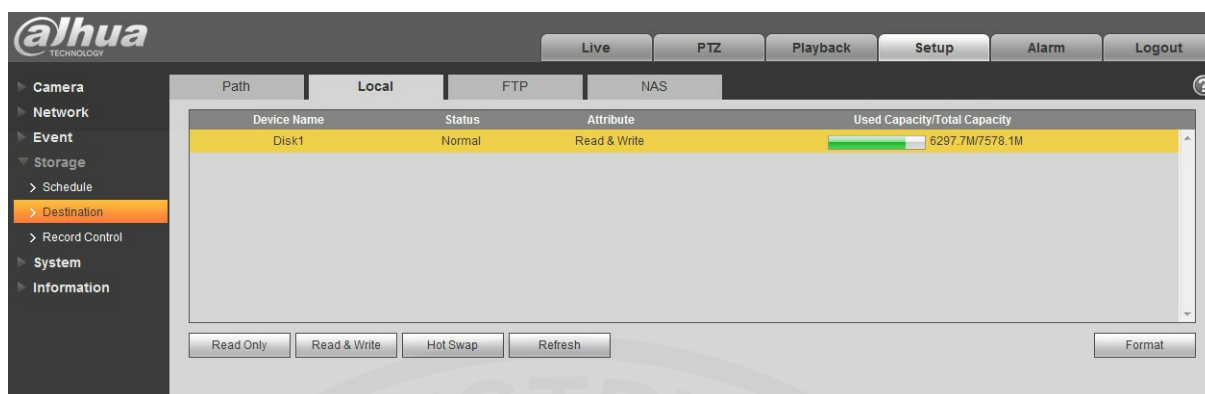 alhua
TECHNOLOGY
Live PTZ Playback Setup Alarm Logout
Camera
Network
Event
Storage
Schedule
Destination
Record Control
System
Information
Path Local FTP NAS
Device Name Status Attribute Used Capacity/Total Capacity
Disk1 Normal Read & Write 6297.7M/7578.1M
Read Only Read & Write Hot Swap Refresh Format